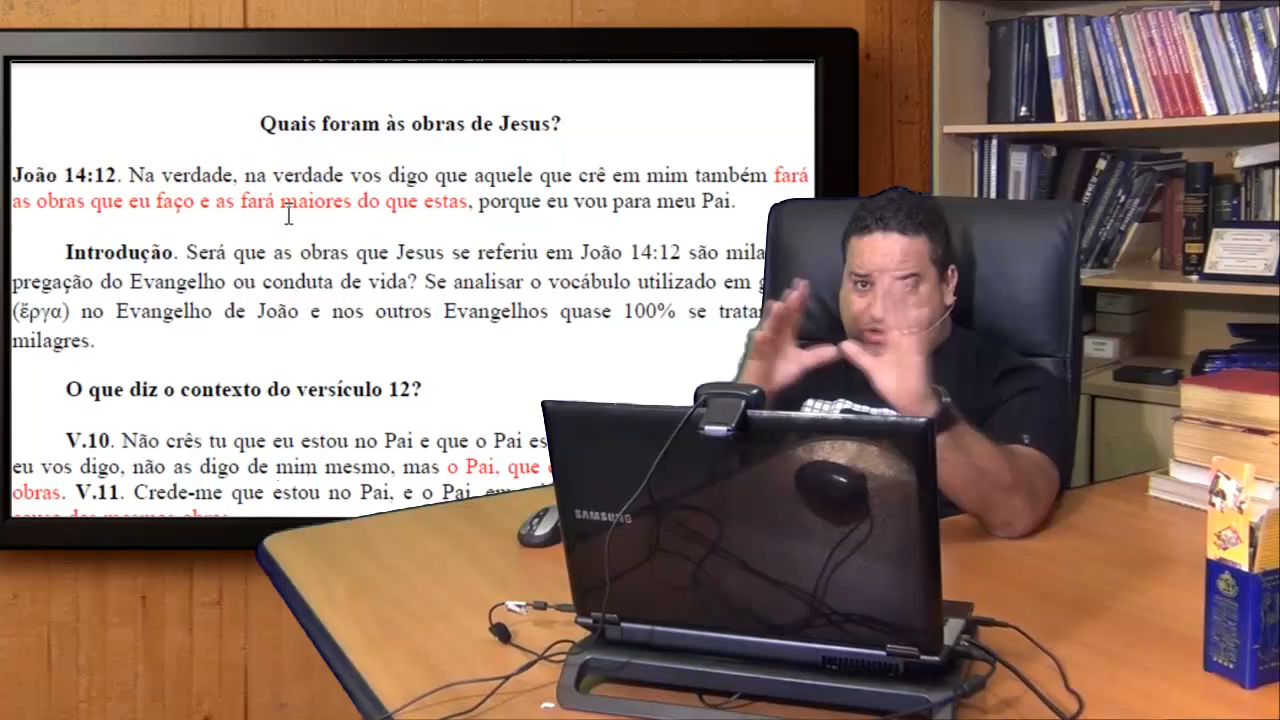 Quais foram às obras de Jesus?
João 14:12. Na verdade, na verdade vos digo que aquele que crê em mim também fará
as obras que eu faço e as fará maiores do que estas, porque eu vou para meu Pai.
Introdução. Será que as obras que Jesus se referiu em João 14:12 são
pregação do Evangelho ou conduta de vida? Se analisar o vocábulo utilizado em
(ἔργα) no Evangelho de João e nos outros Evangelhos quase 100% se
milagres.
O que diz o contexto do versículo 12?
V.10. Não crês tu que eu estou no Pai e que o Pai
eu vos digo, não as digo de mim mesmo, mas o Pai, que
obras. V.11. Crede-me que estou no Pai, e o Pai
SAMSUNG